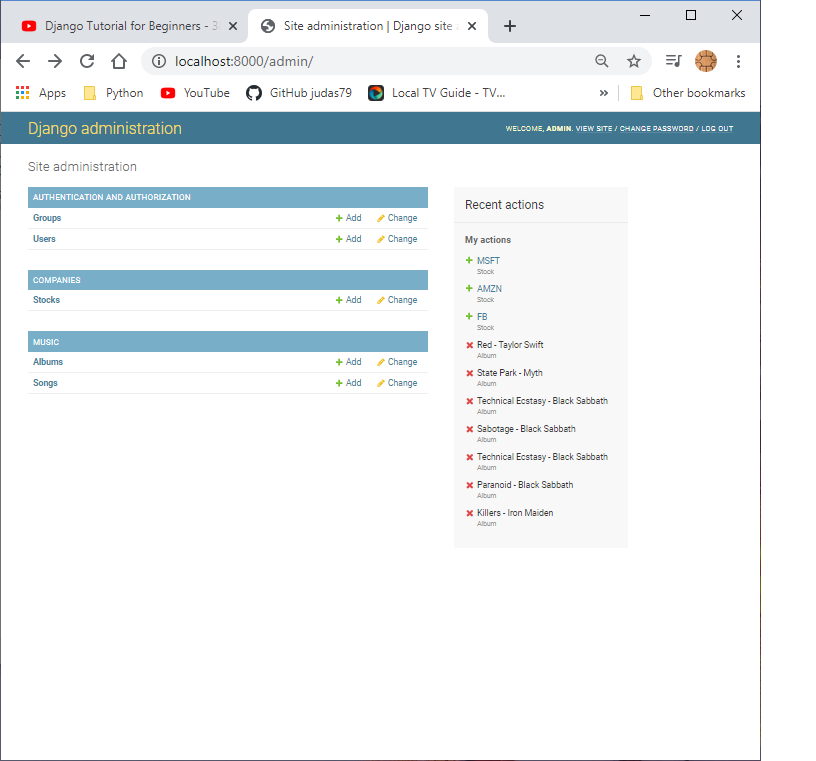 Django Tutorial for Beginners - 3
Site administration | Django site
localhost:8000/admin/
Apps Python YouTube GitHub judas79 Local TV Guide - TV... » Other bookmarks
Django administration
WELCOME, ADMIN. VIEW SITE / CHANGE PASSWORD / LOG OUT
Site administration
AUTHENTICATION AND AUTHORIZATION
Groups Add Change
Users Add Change
COMPANIES
Stocks Add Change
MUSIC
Albums Add Change
Songs Add Change
Recent actions
My actions
MSFT
Stock
AMZN
Stock
FB
Stock
Red - Taylor Swift
Album
State Park - Myth
Album
Technical Ecstasy - Black Sabbath
Album
Sabotage - Black Sabbath
Album
Technical Ecstasy - Black Sabbath
Album
Paranoid - Black Sabbath
Album
Killers - Iron Maiden
Album